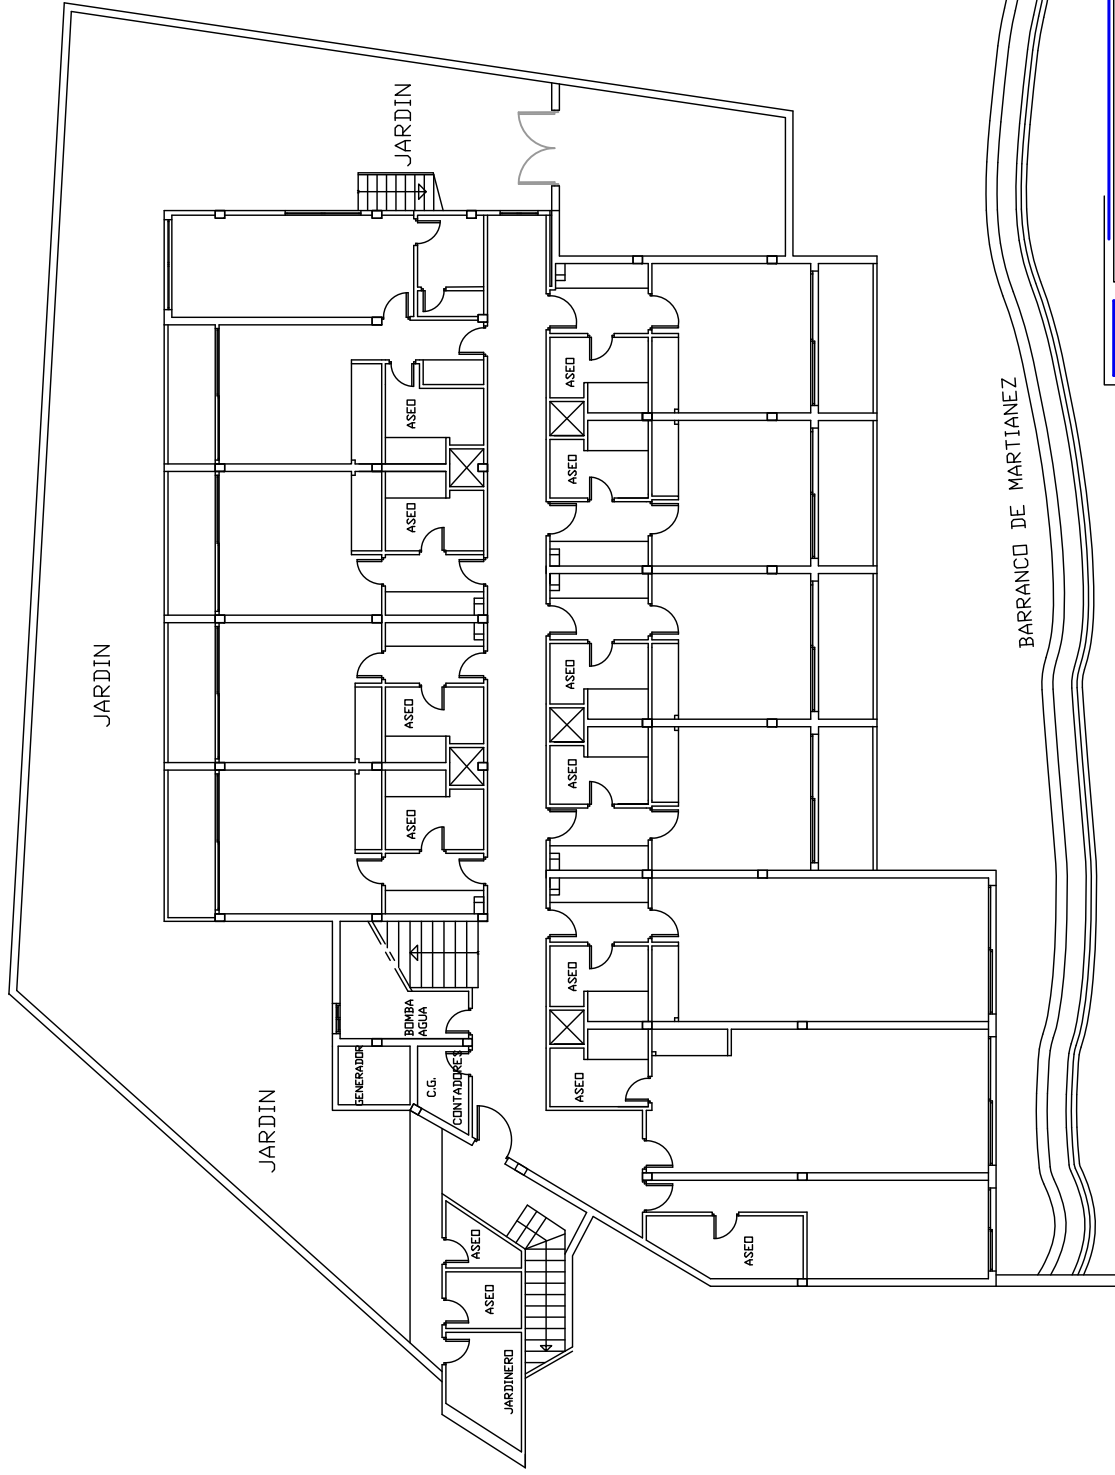 JARDIN
ASEO
ASEO
ASEO
ASEO
BARRANCO DE MARTIANEZ
JARDIN
ASEO
ASEO
ASEO
ASEO
ASEO
BOMBA
AGUA
GENERADOR
C.G.
CONTADORES
ASEO
JARDIN
ASEO
ASEO
ASEO
JARDINERO